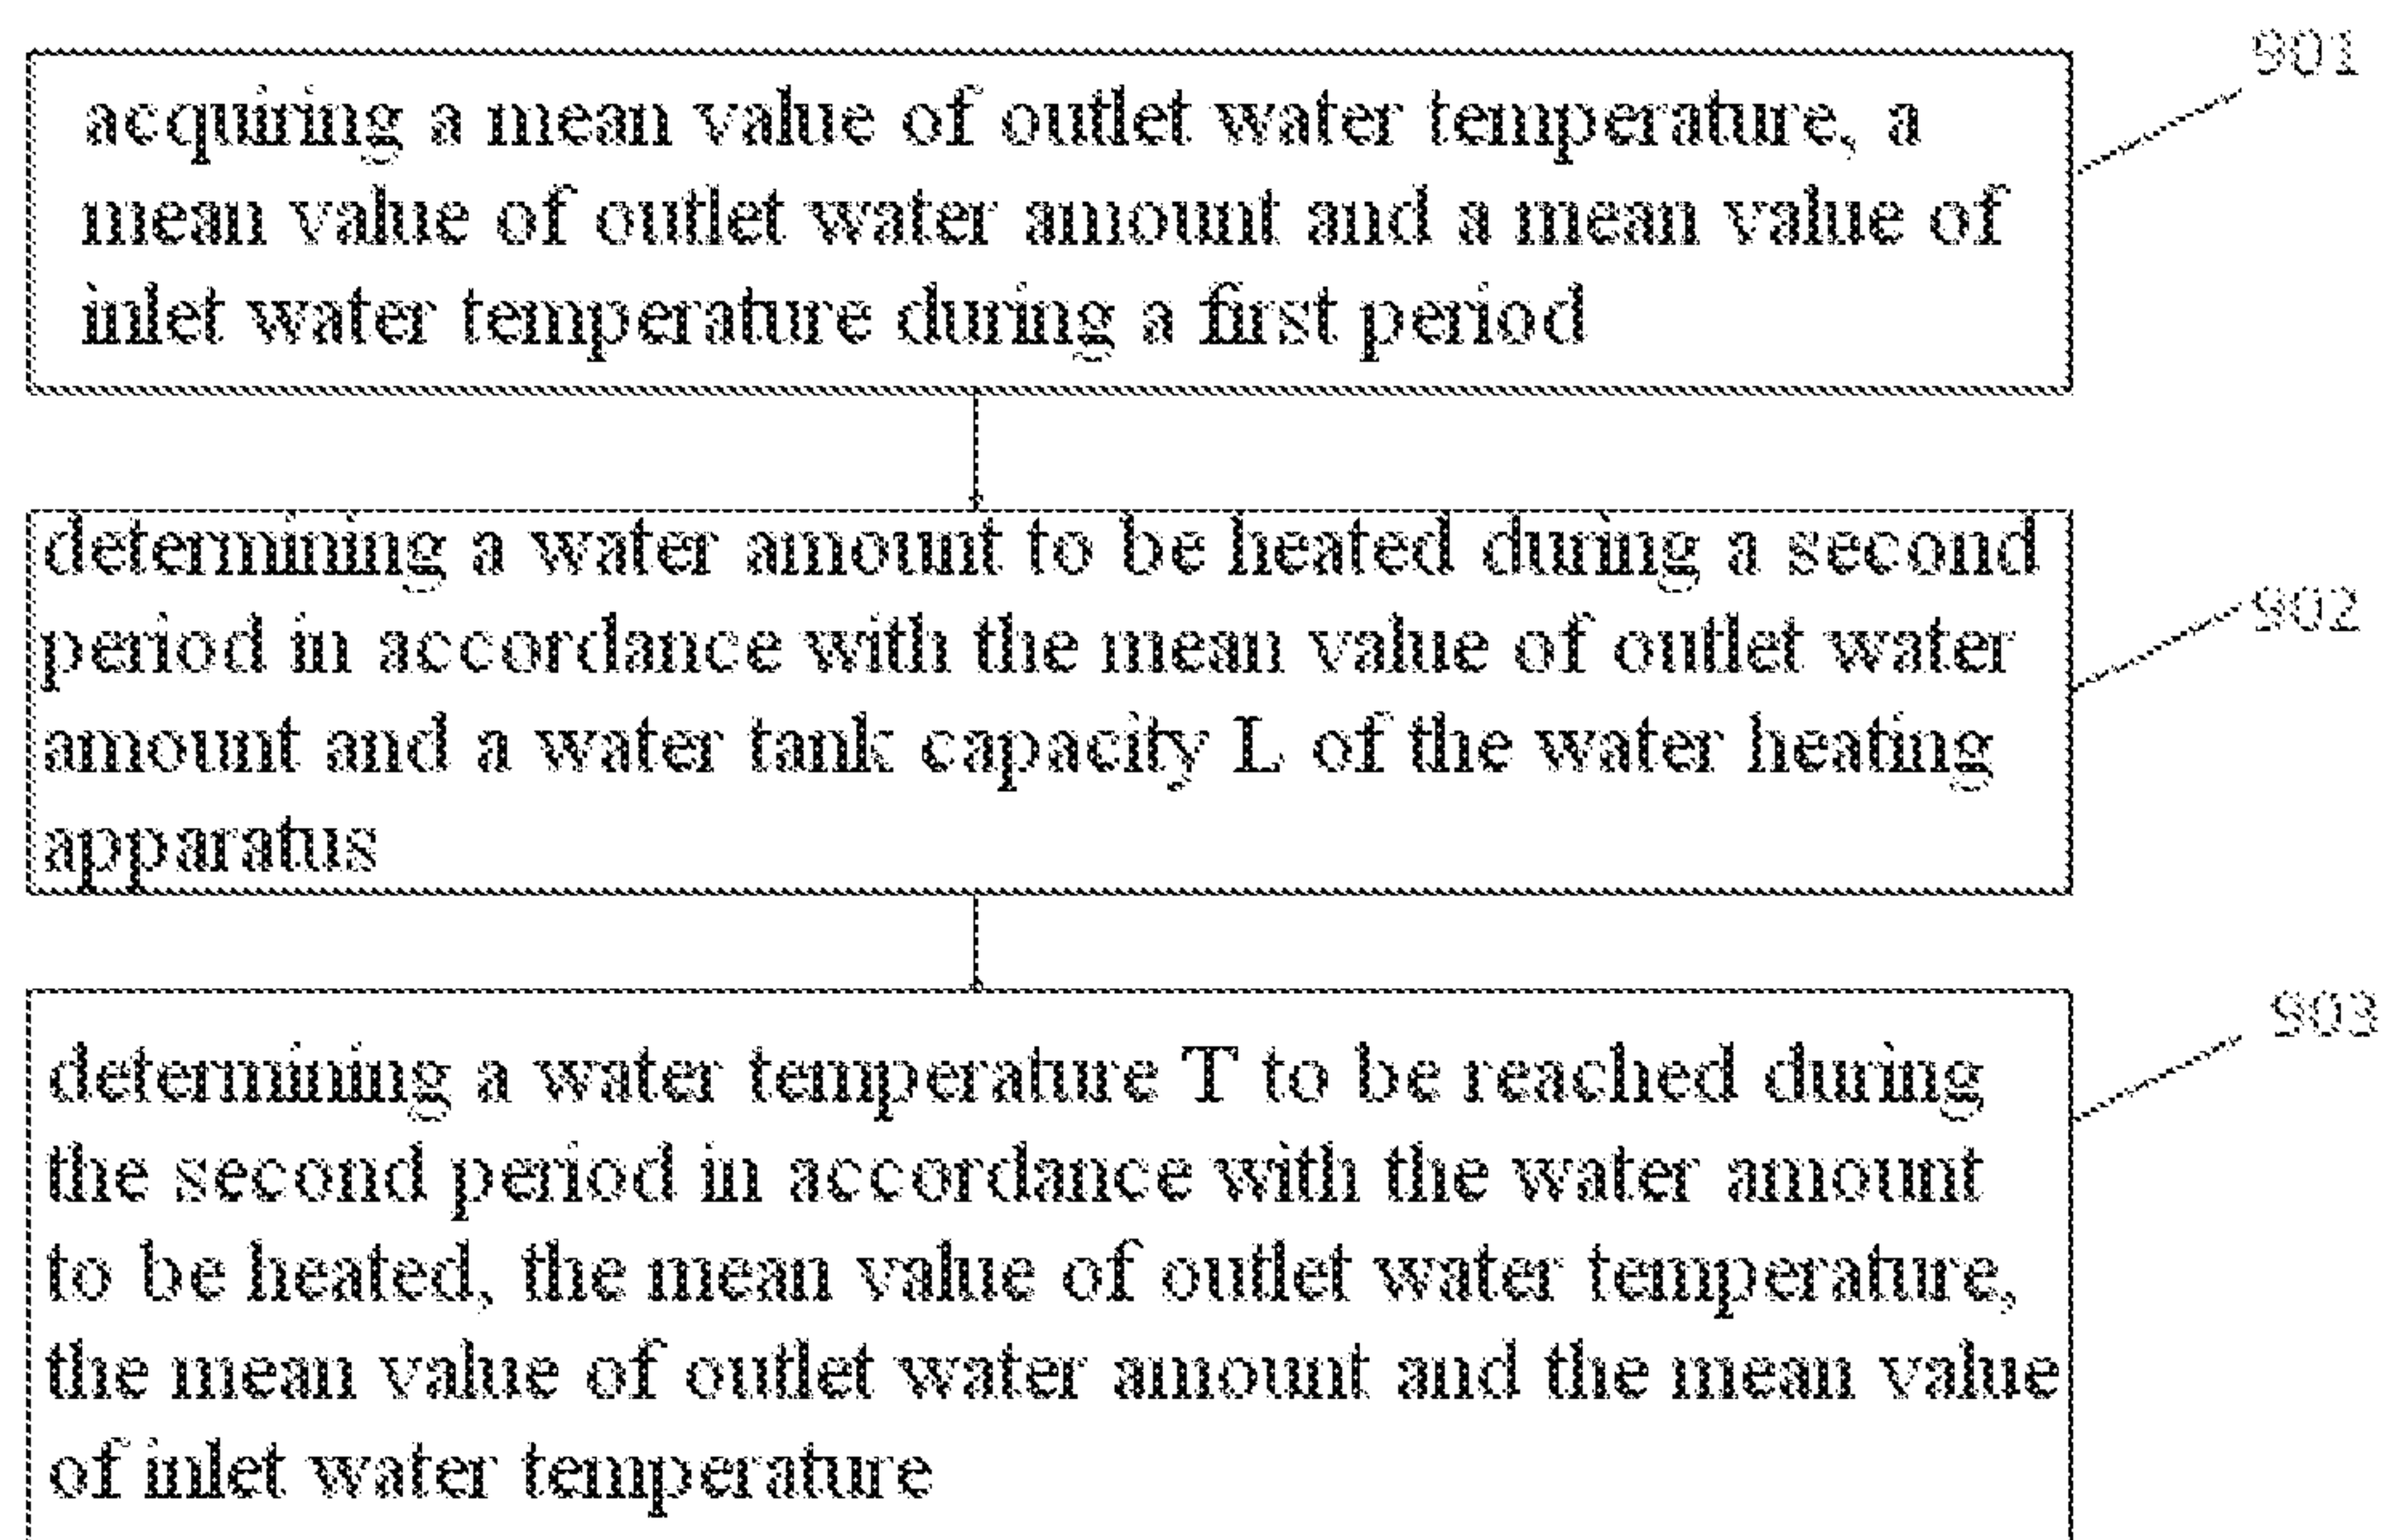 901
acquiring a mean value of outlet water temperature, a
mean value of outlet water amount and a mean value of
inlet water temperature during a first period
determining a water amount to be heated during a second
period in accordance with the mean value of outlet water
amount and a water tank capacity L of the water heating
apparatus
902
determining a water temperature T to be reached during
the second period in accordance with the water amount
to be heated, the mean value of outlet water temperature,
the mean value of outlet water amount and the mean value
of inlet water temperature
903